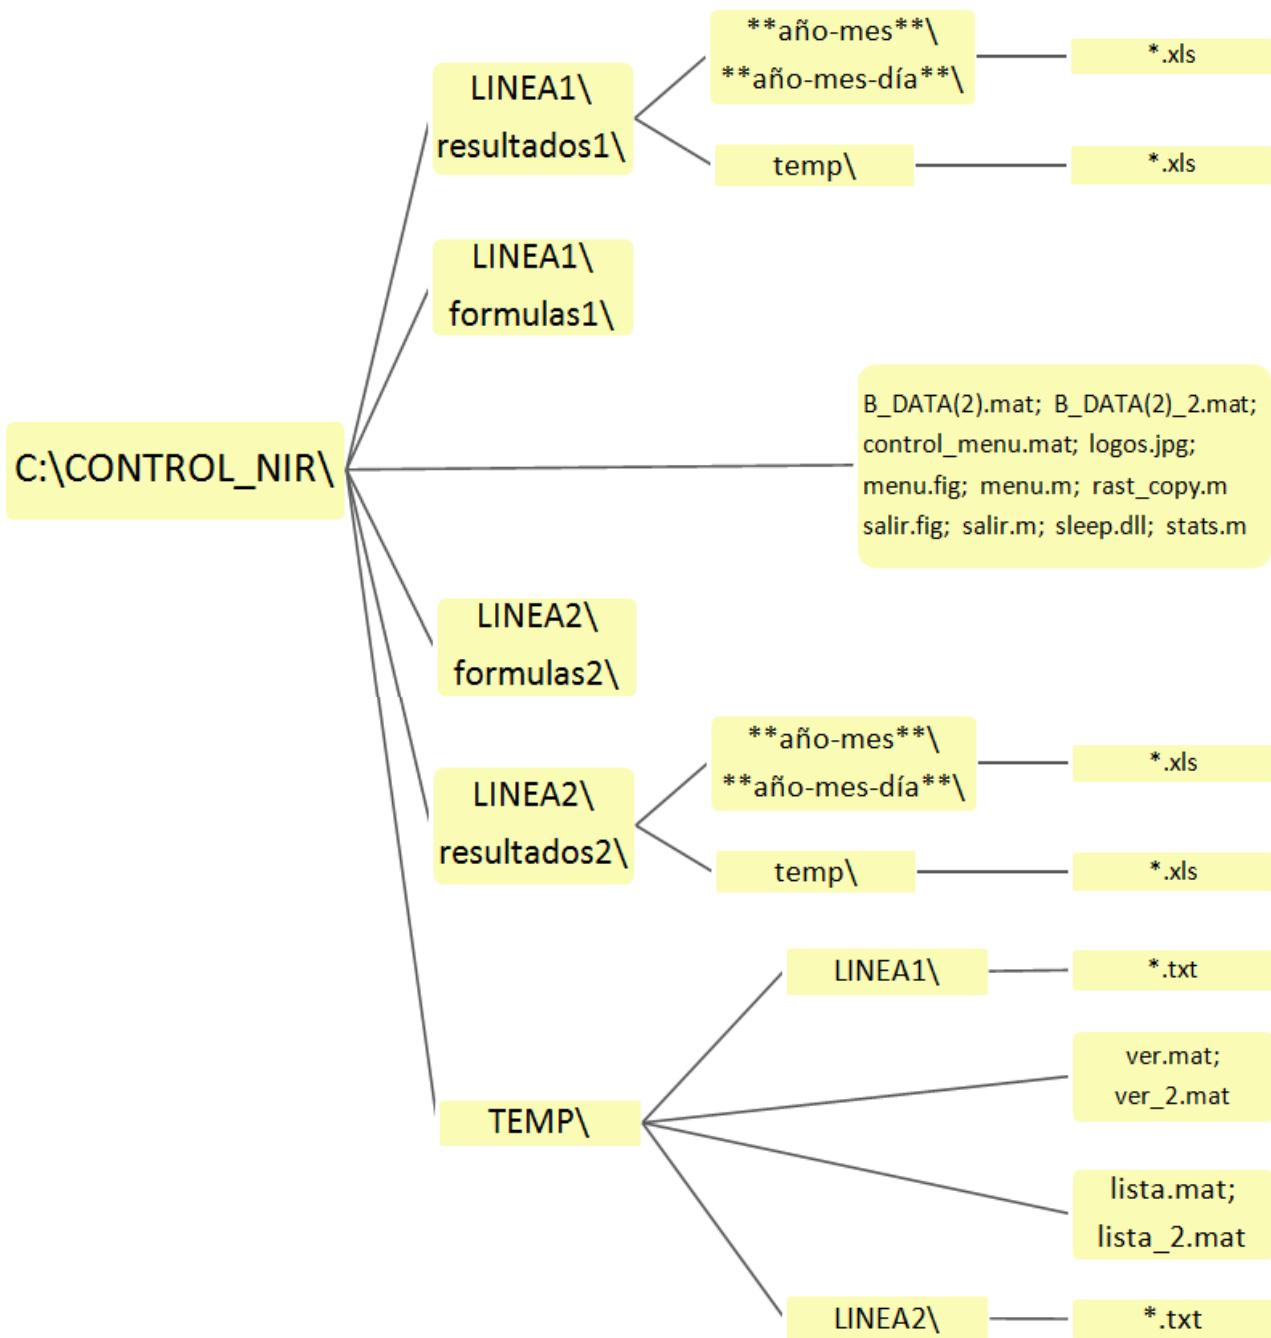 **año-mes**\
**año-mes-día**\
*.xls
LINEA1\
resultados1\
temp\
*.xls
LINEA1\
formulas1\
B_DATA(2).mat; B_DATA(2)_2.mat;
control_menu.mat; logos.jpg;
menu.fig; menu.m; rast_copy.m
salir.fig; salir.m; sleep.dll; stats.m
C:\CONTROL_NIR\
LINEA2\
formulas2\
**año-mes**\
**año-mes-día**\
*.xls
LINEA2\
resultados2\
temp\
*.xls
LINEA1\
*.txt
ver.mat;
ver_2.mat
TEMP\
lista.mat;
lista_2.mat
LINEA2\
*.txt